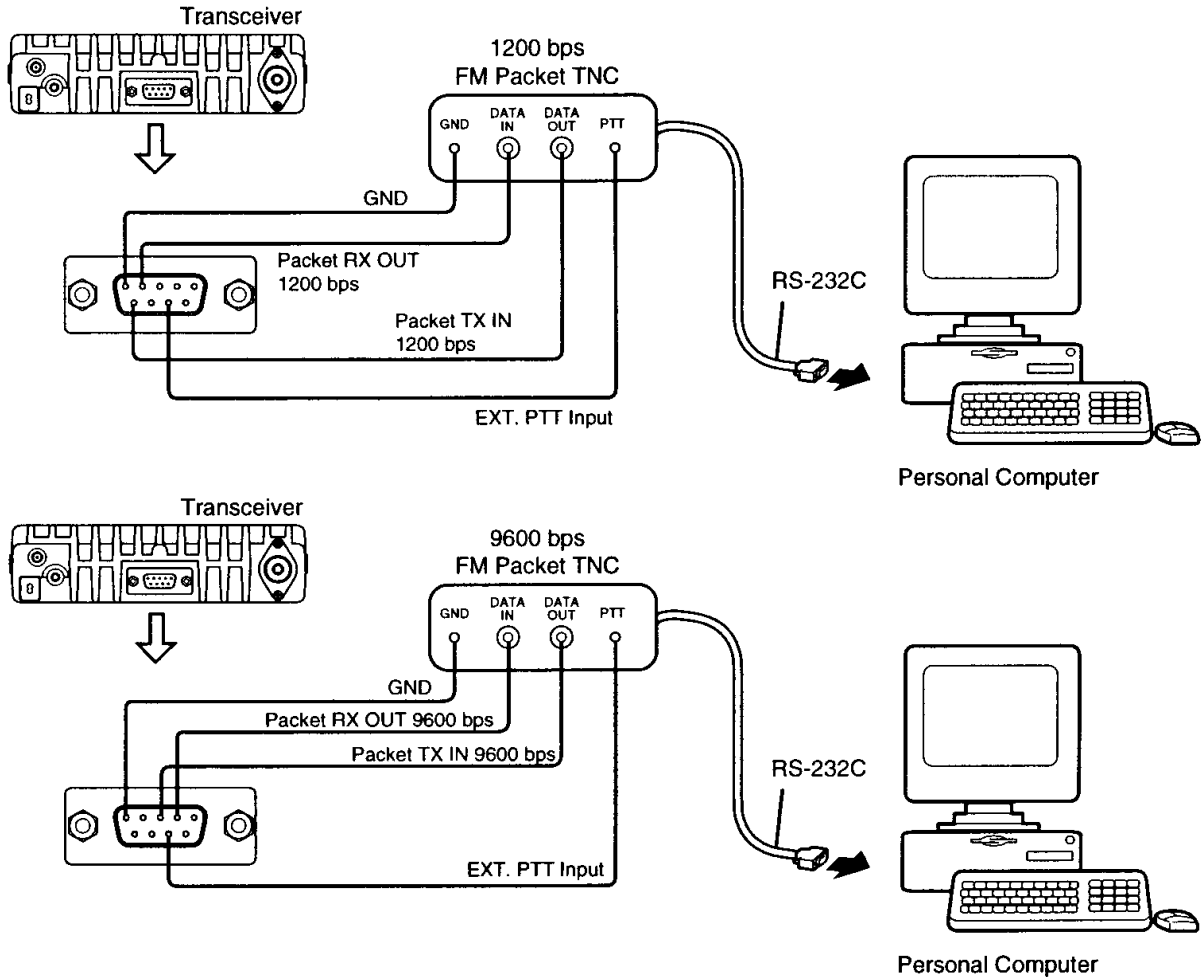 Transceiver
1200 bps
FM Packet TNC
GND
DATA
IN
DATA
OUT
PTT
GND
Packet RX OUT
1200 bps
RS-232C
Packet TX IN
1200 bps
EXT. PTT Input
Personal Computer
Transceiver
9600 bps
FM Packet TNC
GND
DATA
IN
DATA
OUT
PTT
GND
Packet RX OUT 9600 bps
Packet TX IN 9600 bps
RS-232C
EXT. PTT Input
Personal Computer